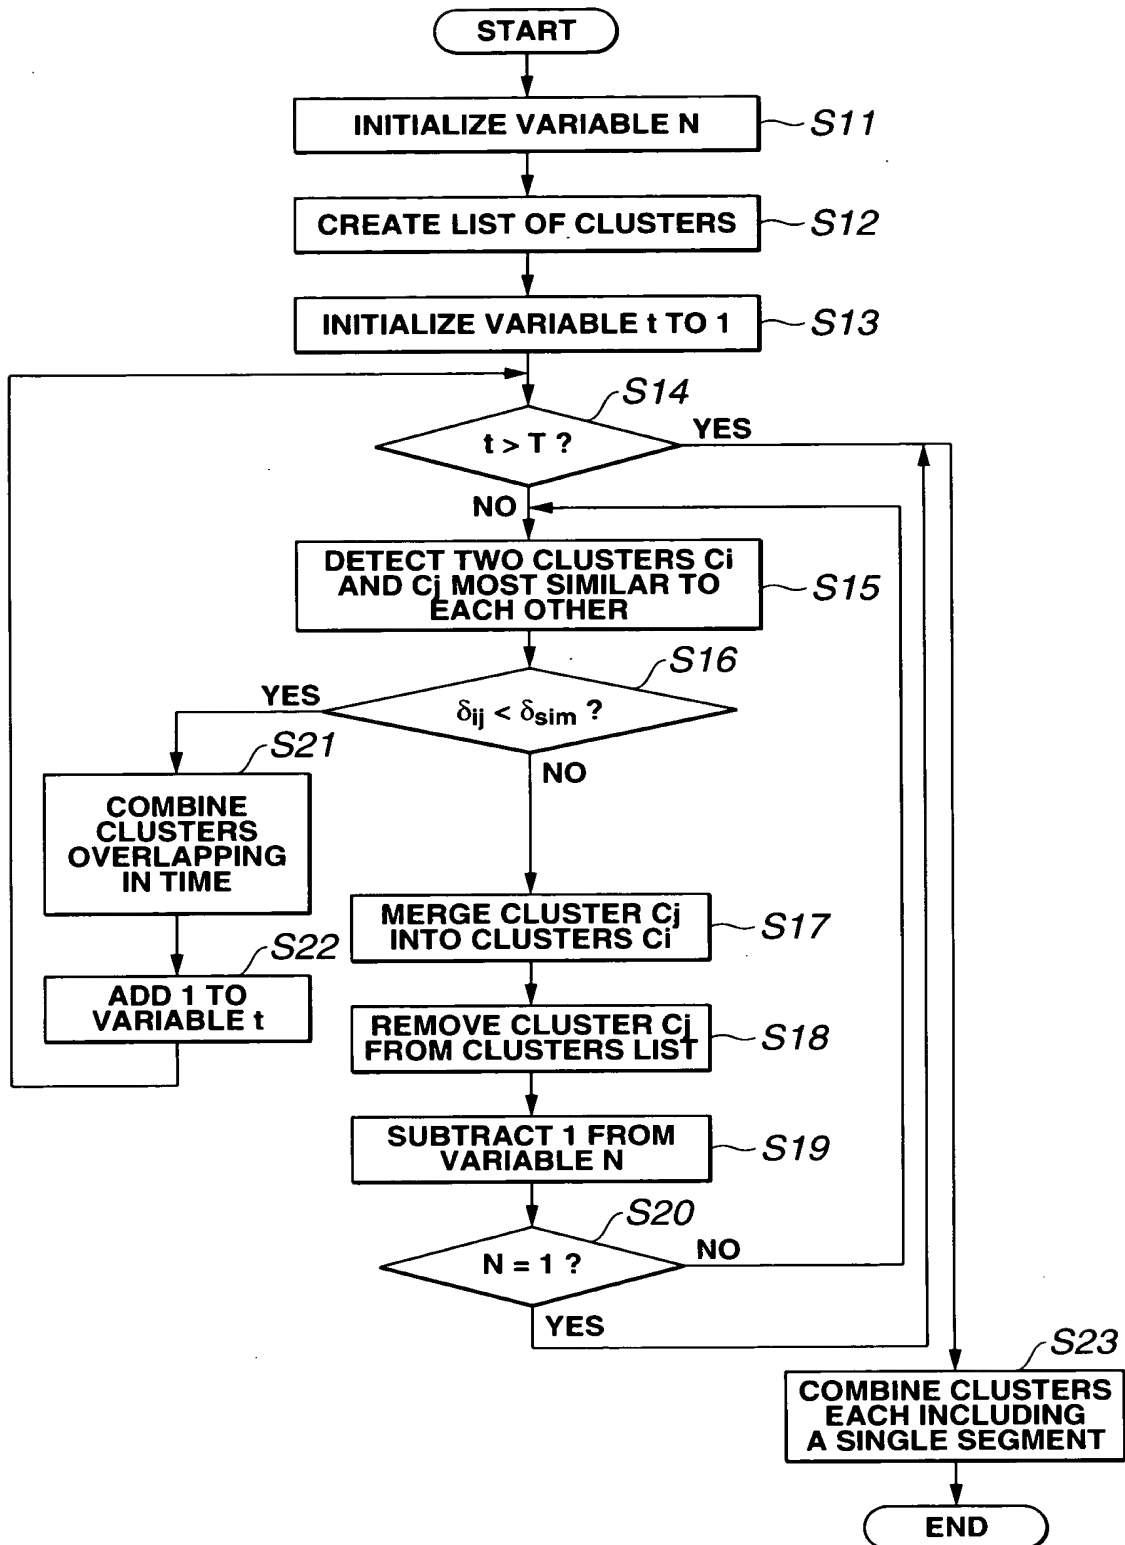 START
INITIALIZE VARIABLE N
S11
CREATE LIST OF CLUSTERS
S12
INITIALIZE VARIABLE t TO 1
S13
S14
t > T ?
YES
NO
DETECT TWO CLUSTERS Ci
AND Cj MOST SIMILAR TO
EACH OTHER
S15
S16
YES
δij < δsim ?
NO
S21
COMBINE
CLUSTERS
OVERLAPPING
IN TIME
MERGE CLUSTER Cj
INTO CLUSTERS Ci
S17
S22
ADD 1 TO
VARIABLE t
REMOVE CLUSTER Cj
FROM CLUSTERS LIST
S18
SUBTRACT 1 FROM
VARIABLE N
S19
S20
N = 1 ?
NO
YES
S23
COMBINE CLUSTERS
EACH INCLUDING
A SINGLE SEGMENT
END